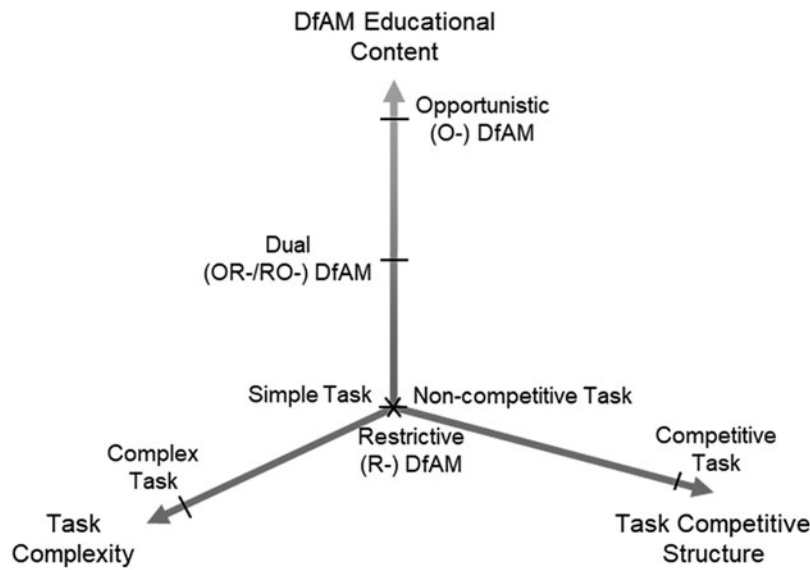 DfAM Educational
Content
Opportunistic
(O-) DfAM
Dual
(OR-/RO-) DfAM
Simple Task
Non-competitive Task
Restrictive
(R-) DfAM
Complex
Task
Competitive
Task
Task
Complexity
Task Competitive
Structure